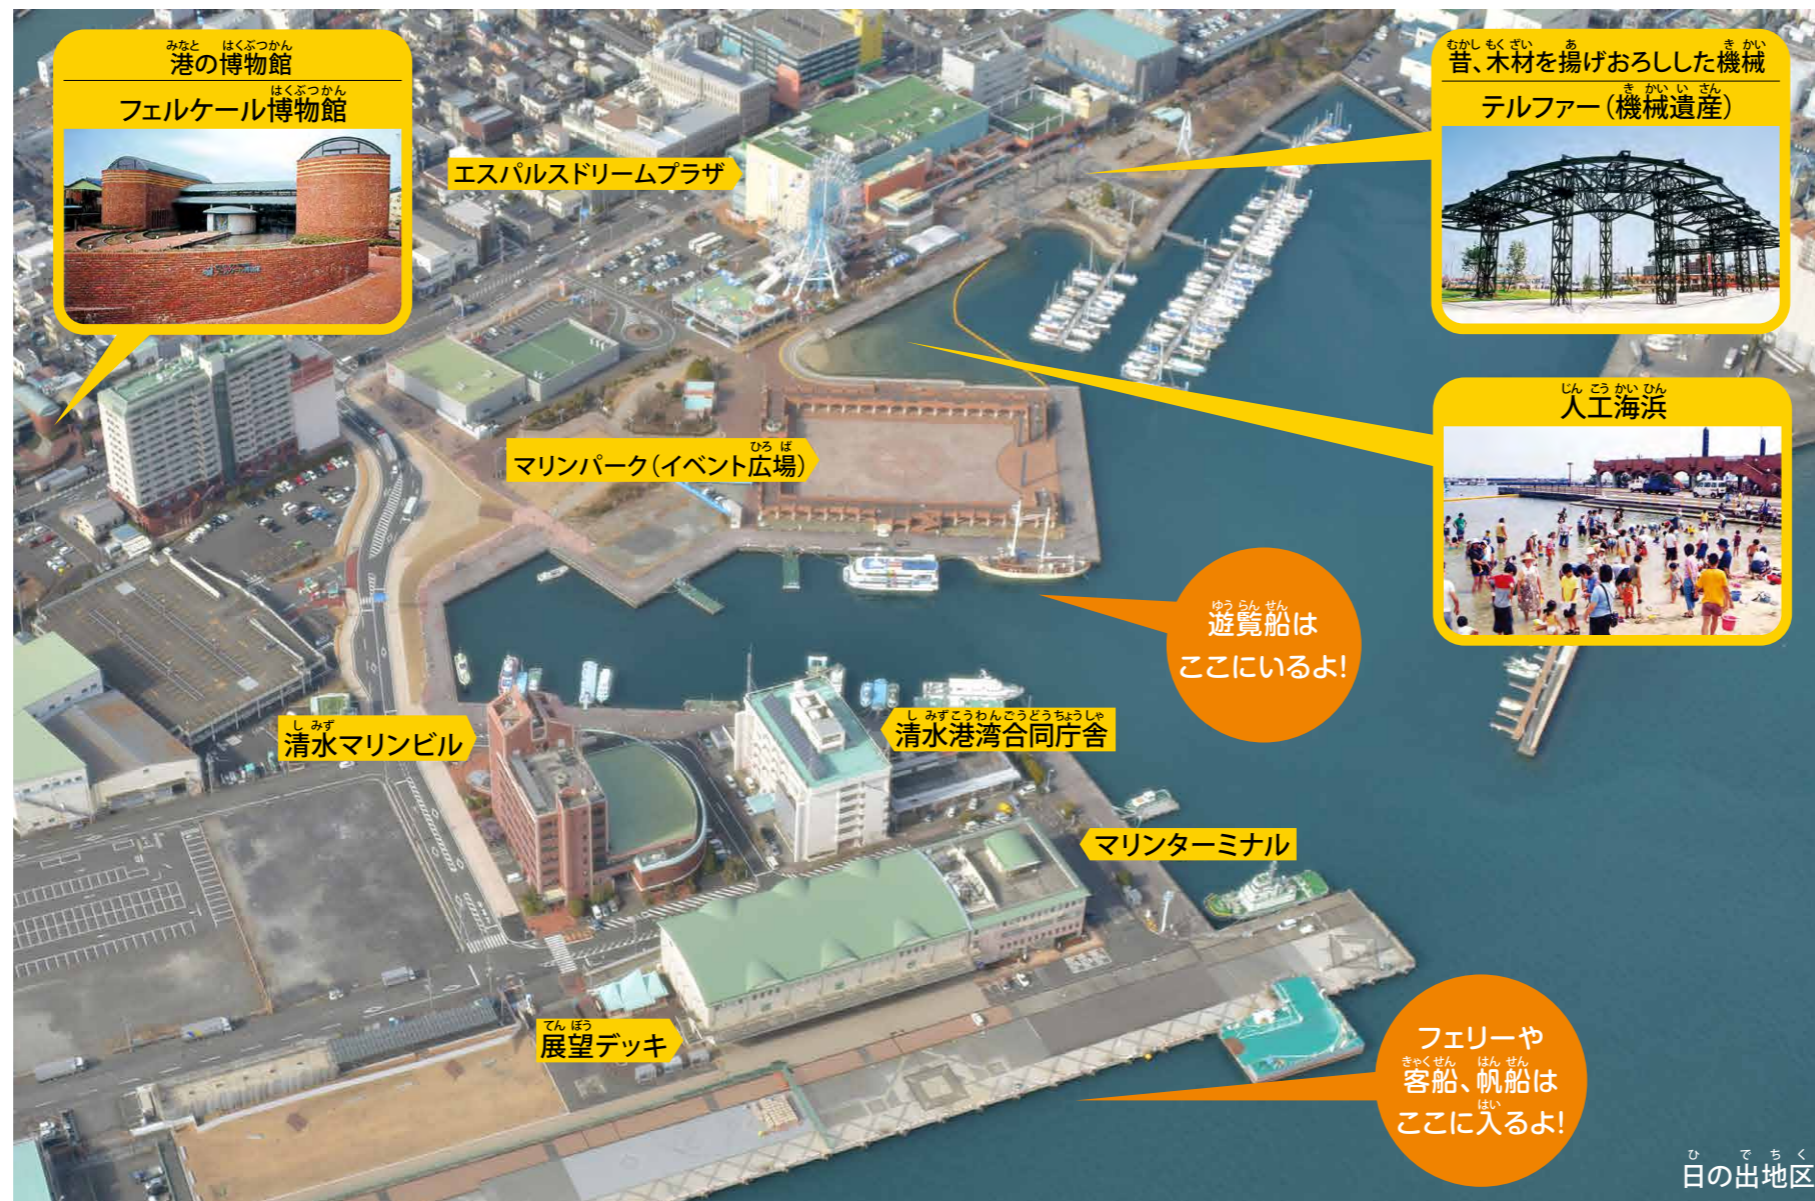 港の博物館
フェルケール博物館
昔、木材を揚げおろしした機械
テルファー(機械遺産)
エスパルスドリームプラザ
人工海浜
マリンパーク(イベント広場)
遊覧船は
ここにいるよ!
清水マリンビル
清水港湾合同庁舎
マリンターミナル
展望デッキ
フェリーや
客船、帆船は
ここに入るよ!
日の出地区